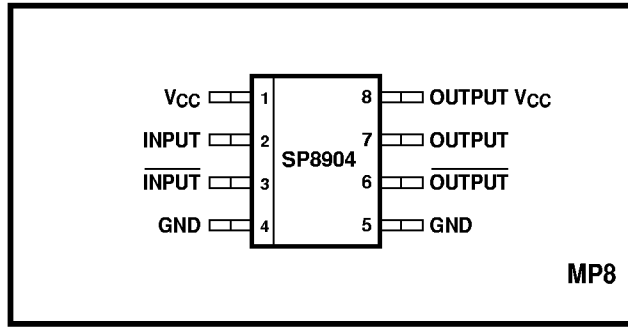 VCC 1 8 OUTPUT VCC
INPUT 2 7 OUTPUT
SP8904
INPUT 3 6 OUTPUT
GND 4 5 GND
MP8